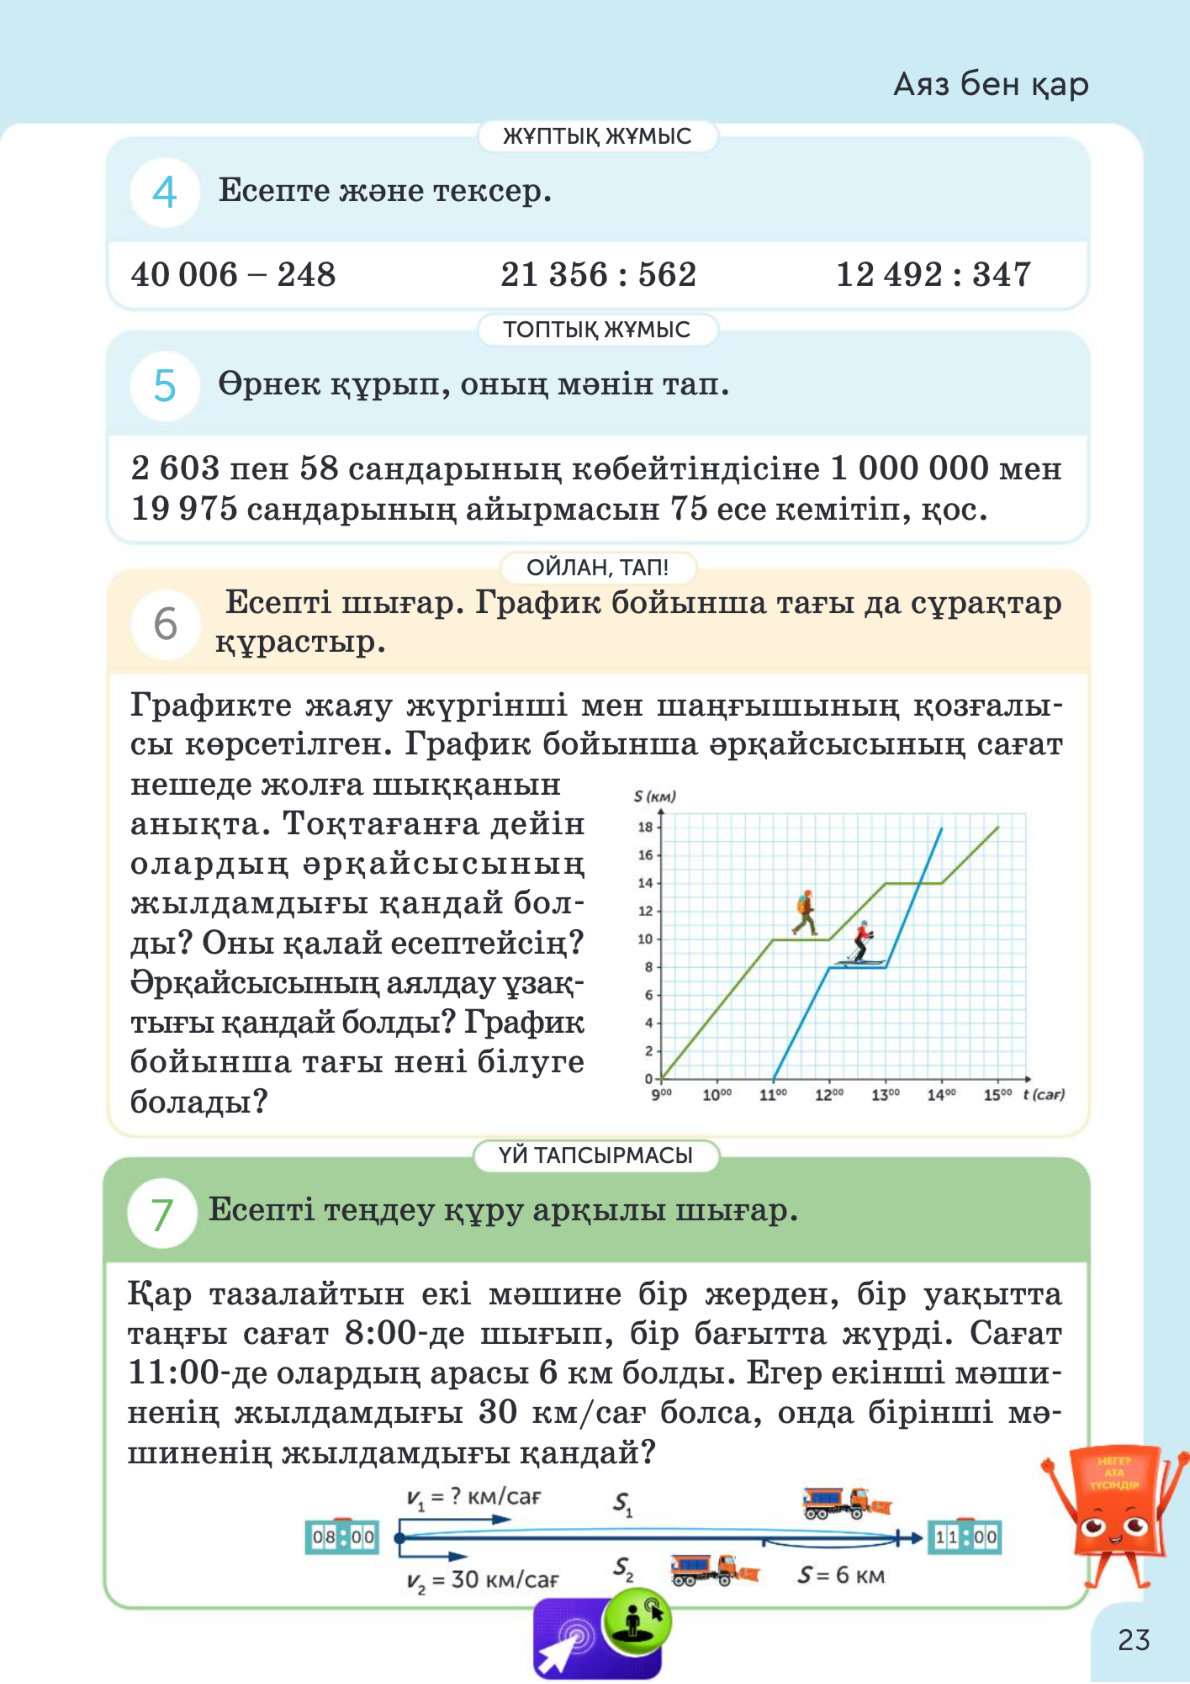 Аяз бен қар
ЖҰПТЫҚ ЖҰМЫС
4 Есепте және тексер.
40 006 – 248 21 356 : 562 12 492 : 347
ТОПТЫҚ ЖҰМЫС
5 Өрнек құрып, оның мәнін тап.
2 603 пен 58 сандарының көбейтіндісіне 1 000 000 мен
19 975 сандарының айырмасын 75 есе кемітіп, қос.
ОЙЛАН, ТАП!
6 Есепті шығар. График бойынша тағы да сұрақтар
құрастыр.
Графикте жаяу жүргінші мен шаңғышының қозғалы-
сы көрсетілген. График бойынша әрқайсысының сағат
нешеде жолға шыққанын
анықта. Тоқтағанға дейін
олардың әрқайсысының
жылдамдығы қандай бол-
ды? Оны қалай есептейсің?
Әрқайсысының аялдау ұзақ-
тығы қандай болды? График
бойынша тағы нені білуге
болады?
S (км)
18
16
14
12
10
8
6
4
2
0
9⁰⁰ 10⁰⁰ 11⁰⁰ 12⁰⁰ 13⁰⁰ 14⁰⁰ 15⁰⁰ t (сағ)
ҮЙ ТАПСЫРМАСЫ
7 Есепті теңдеу құру арқылы шығар.
Қар тазалайтын екі мәшине бір жерден, бір уақытта
таңғы сағат 8:00-де шығып, бір бағытта жүрді. Сағат
11:00-де олардың арасы 6 км болды. Егер екінші мәши-
ненің жылдамдығы 30 км/сағ болса, онда бірінші мә-
шиненің жылдамдығы қандай?
v₁ = ? км/сағ S₁
08:00 11:00
v₂ = 30 км/сағ S₂ S = 6 км
НЕГЕ?
АТА
ТҮСІНДІР
23